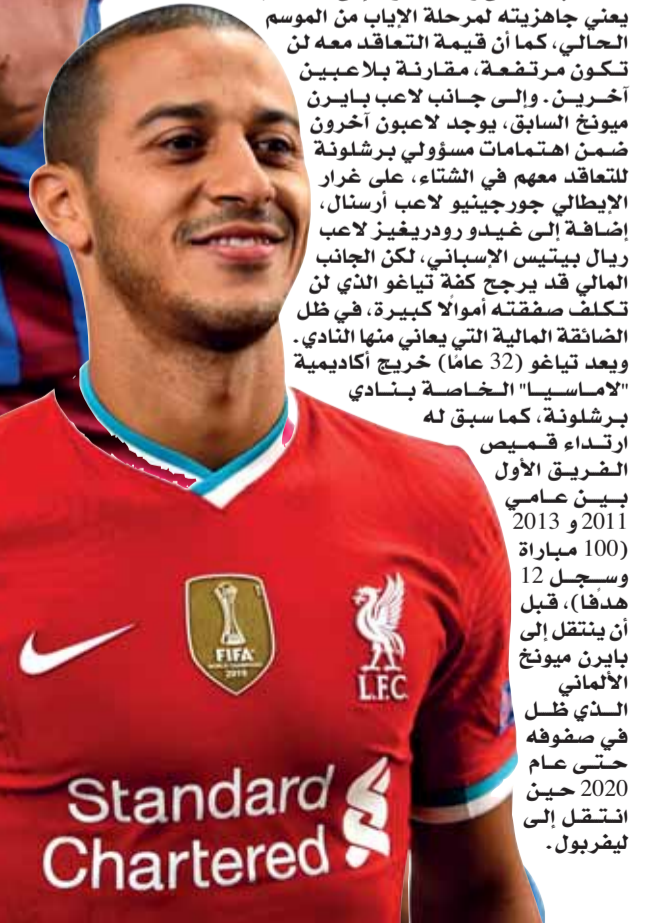 يعني جاهزيته لمرحلة الإياب من الموسم
الحالي، كما أن قيمة التعاقد معه لن
تكون مرتفعة، مقارنة بلاعبين
آخرين. وإلى جانب لاعب بايرن
ميونخ السابق، يوجد لاعبون آخرون
ضمن اهتمامات مسؤولي برشلونة
للتعاقد معهم في الشتاء، على غرار
الإيطالي جورجينيو لاعب أرسنال،
إضافة إلى غيدو رودريغيز لاعب
ريال بيتيس الإسباني، لكن الجانب
المالي قد يرجح كفة تياغو الذي لن
تكلف صفقته أموالًا كبيرة، في ظل
الضائقة المالية التي يعاني منها النادي.
ويعد تياغو (32 عامًا) خريج أكاديمية
"لاماسيا" الخاصة بنادي
برشلونة، كما سبق له
ارتداء قميص
الفريق الأول
بين عامي
2011 و 2013
(100 مباراة
وسجل 12
هدفًا)، قبل
أن ينتقل إلى
بايرن ميونخ
الألماني
الذي ظل
في صفوفه
حتى عام
2020 حين
انتقل إلى
ليفربول.
FIFA
WORLD CHAMPIONS
2019
L.F.C.
Standard
Chartered